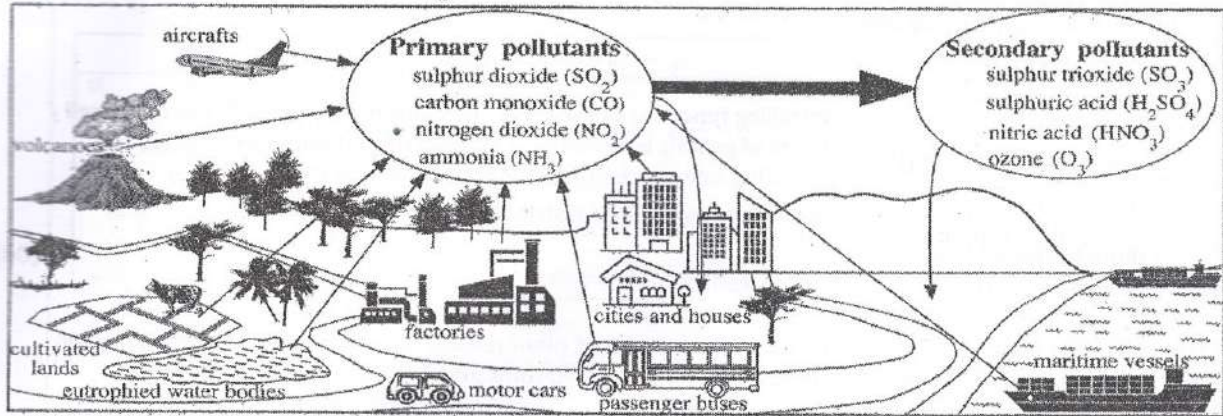 aircrafts
Primary pollutants
sulphur dioxide (SO₂)
carbon monoxide (CO)
• nitrogen dioxide (NO₂)
ammonia (NH₃)
Secondary pollutants
sulphur trioxide (SO₃)
sulphuric acid (H₂SO₄)
nitric acid (HNO₃)
ozone (O₃)
volcanoes
factories
cities and houses
cultivated
lands
eutrophied water bodies
motor cars
passenger buses
maritime vessels